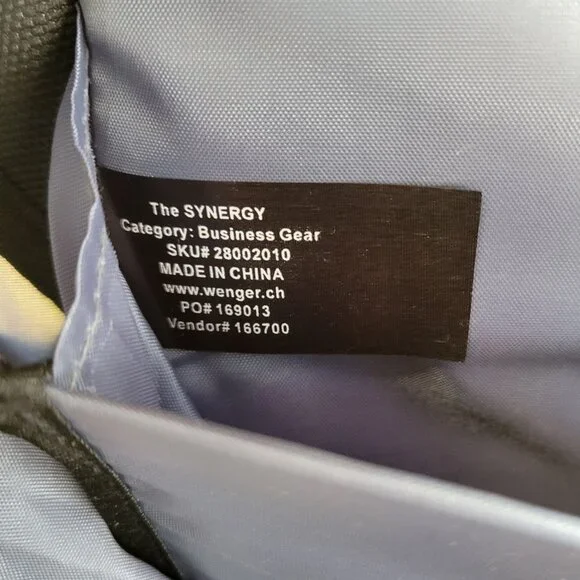 The SYNERGY
Category: Business Gear
SKU# 28002010
MADE IN CHINA
www.wenger.ch
PO# 169013
Vendor# 166700